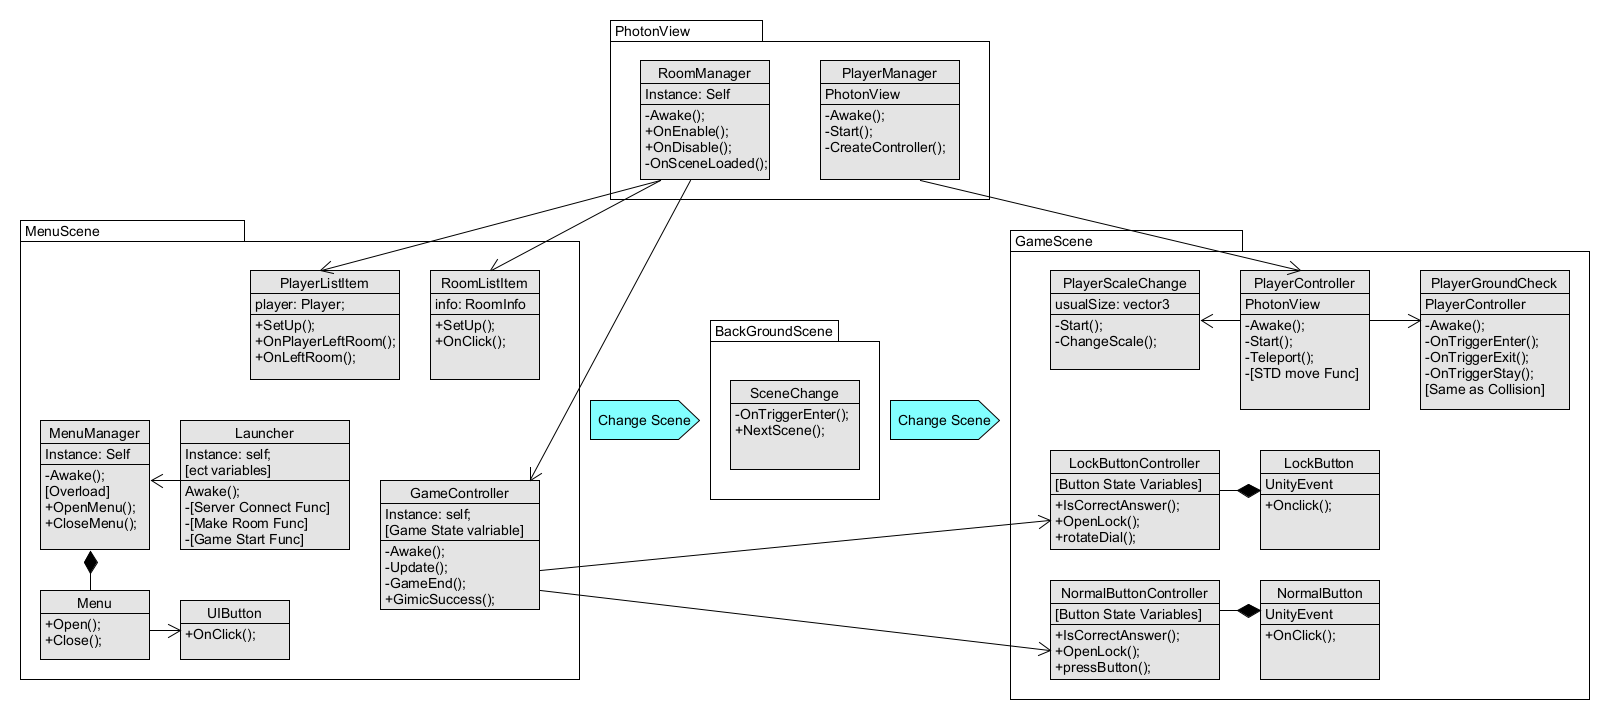 PhotonView
RoomManager
Instance: Self
-Awake();
+OnEnable();
+OnDisable();
-OnSceneLoaded();
PlayerManager
PhotonView
-Awake();
-Start();
-CreateController();
MenuScene
PlayerListItem
player: Player;
+SetUp();
+OnPlayerLeftRoom();
+OnLeftRoom();
RoomListItem
info: RoomInfo
+SetUp();
+OnClick();
MenuManager
Instance: Self
-Awake();
[Overload]
+OpenMenu();
+CloseMenu();
Launcher
Instance: self;
[ect variables]
Awake();
-[Server Connect Func]
-[Make Room Func]
-[Game Start Func]
GameController
Instance: self;
[Game State valriable]
-Awake();
-Update();
-GameEnd();
+GimicSuccess();
Menu
+Open();
+Close();
UIButton
+OnClick();
Change Scene
BackGroundScene
SceneChange
-OnTriggerEnter();
+NextScene();
Change Scene
GameScene
PlayerScaleChange
usualSize: vector3
-Start();
-ChangeScale();
PlayerController
PhotonView
-Awake();
-Start();
-Teleport();
-[STD move Func]
PlayerGroundCheck
PlayerController
-Awake();
-OnTriggerEnter();
-OnTriggerExit();
-OnTriggerStay();
[Same as Collision]
LockButtonController
[Button State Variables]
+IsCorrectAnswer();
+OpenLock();
+rotateDial();
LockButton
UnityEvent
+Onclick();
NormalButtonController
[Button State Variables]
+IsCorrectAnswer();
+OpenLock();
+pressButton();
NormalButton
UnityEvent
+OnClick();